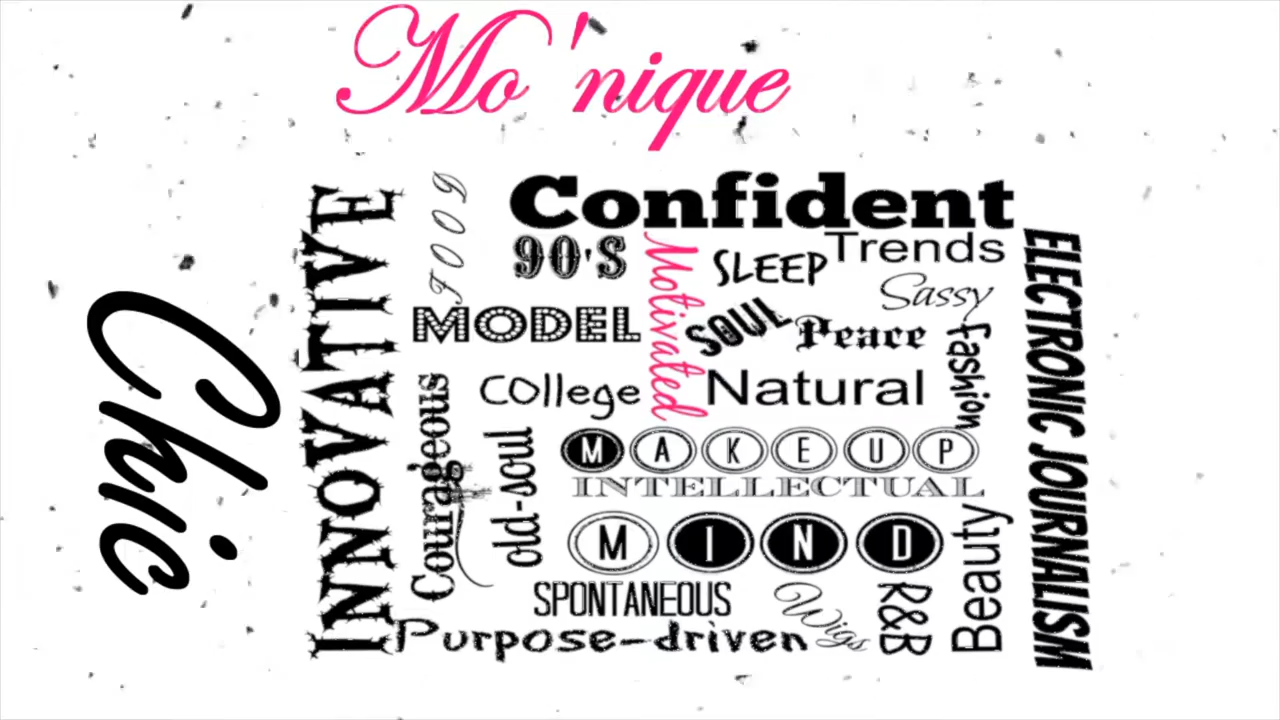 Mo'nique
Chic
INNOVATIVE
FOOD
Confident
90'S
Motivated
SLEEP
Trends
Sassy
MODEL
SOUL
Peace
fashion
ELECTRONIC JOURNALISM
Courageous
College
Natural
old-soul
MAKEUP
INTELLECTUAL
MIND
Beauty
SPONTANEOUS
Wigs
R&B
Purpose-driven